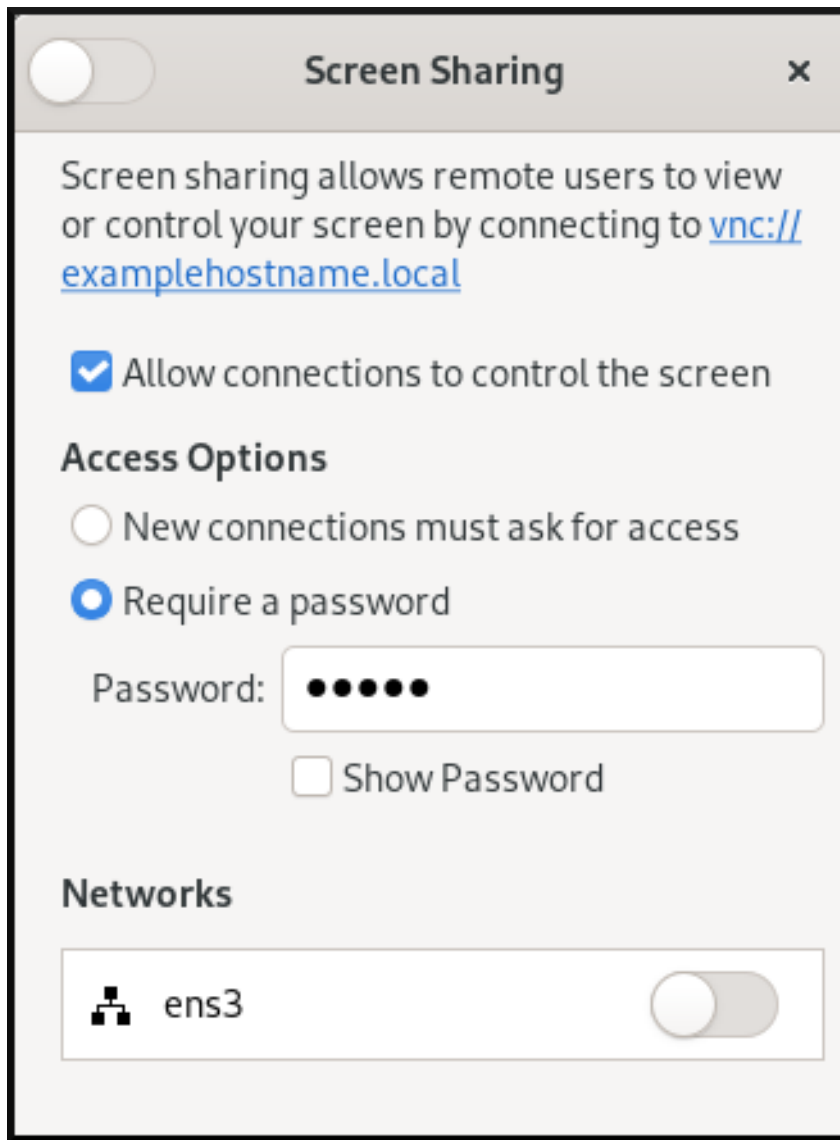 Screen Sharing
Screen sharing allows remote users to view
or control your screen by connecting to vnc://
examplehostname.local
Allow connections to control the screen
Access Options
New connections must ask for access
Require a password
Password: ●●●●●
Show Password
Networks
ens3